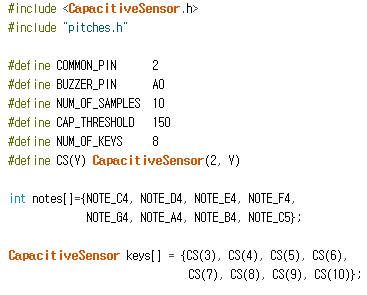 #include <CapacitiveSensor.h>
#include "pitches.h"
#define COMMON_PIN 2
#define BUZZER_PIN A0
#define NUM_OF_SAMPLES 10
#define CAP_THRESHOLD 150
#define NUM_OF_KEYS 8
#define CS(Y) CapacitiveSensor(2, Y)
int notes[]={NOTE_C4, NOTE_D4, NOTE_E4, NOTE_F4,
NOTE_G4, NOTE_A4, NOTE_B4, NOTE_C5};
CapacitiveSensor keys[] = {CS(3), CS(4), CS(5), CS(6),
CS(7), CS(8), CS(9), CS(10)};